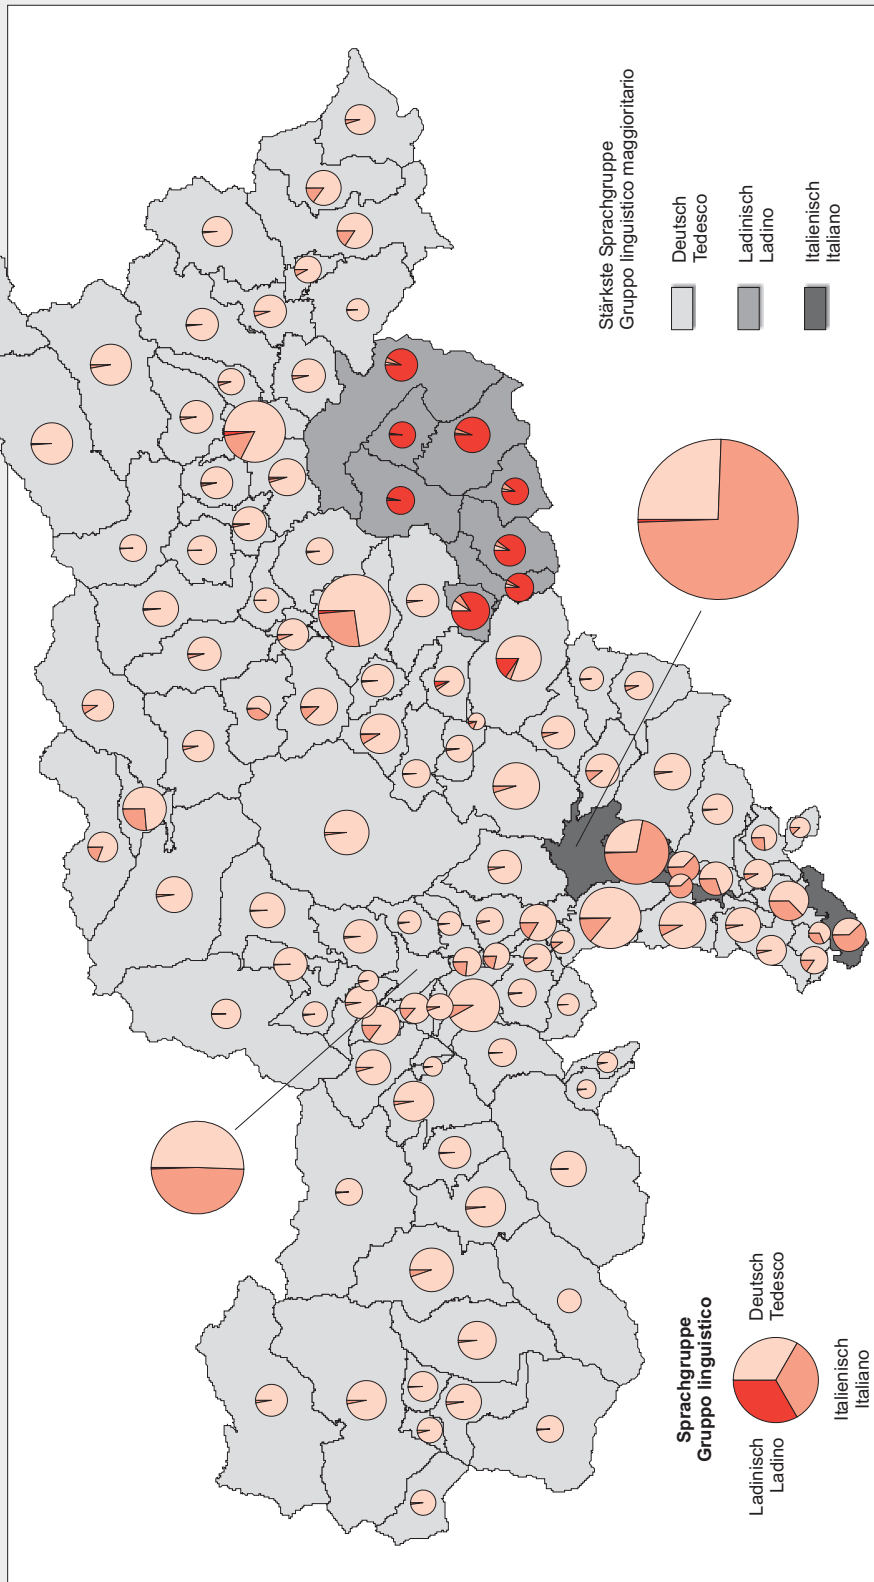 Stärkste Sprachgruppe
Gruppo linguistico maggioritario
Deutsch
Tedesco
Ladinisch
Ladino
Italienisch
Italiano
Sprachgruppe
Gruppo linguistico
Ladinisch
Ladino
Deutsch
Tedesco
Italienisch
Italiano